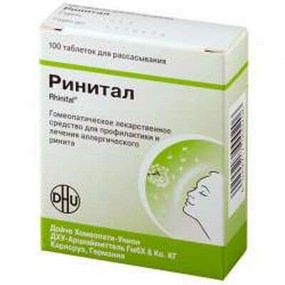 100 таблеток для рассасывания
Ринитал
Rhinital®
Гомеопатическое лекарственное
средство для профилактики и
лечения аллергического
ринита
DHU
Дойче Хомеопати-Унион
ДХУ-Арцнаймиттель ГмбХ & Ко. КГ
Карлсруэ, Германия